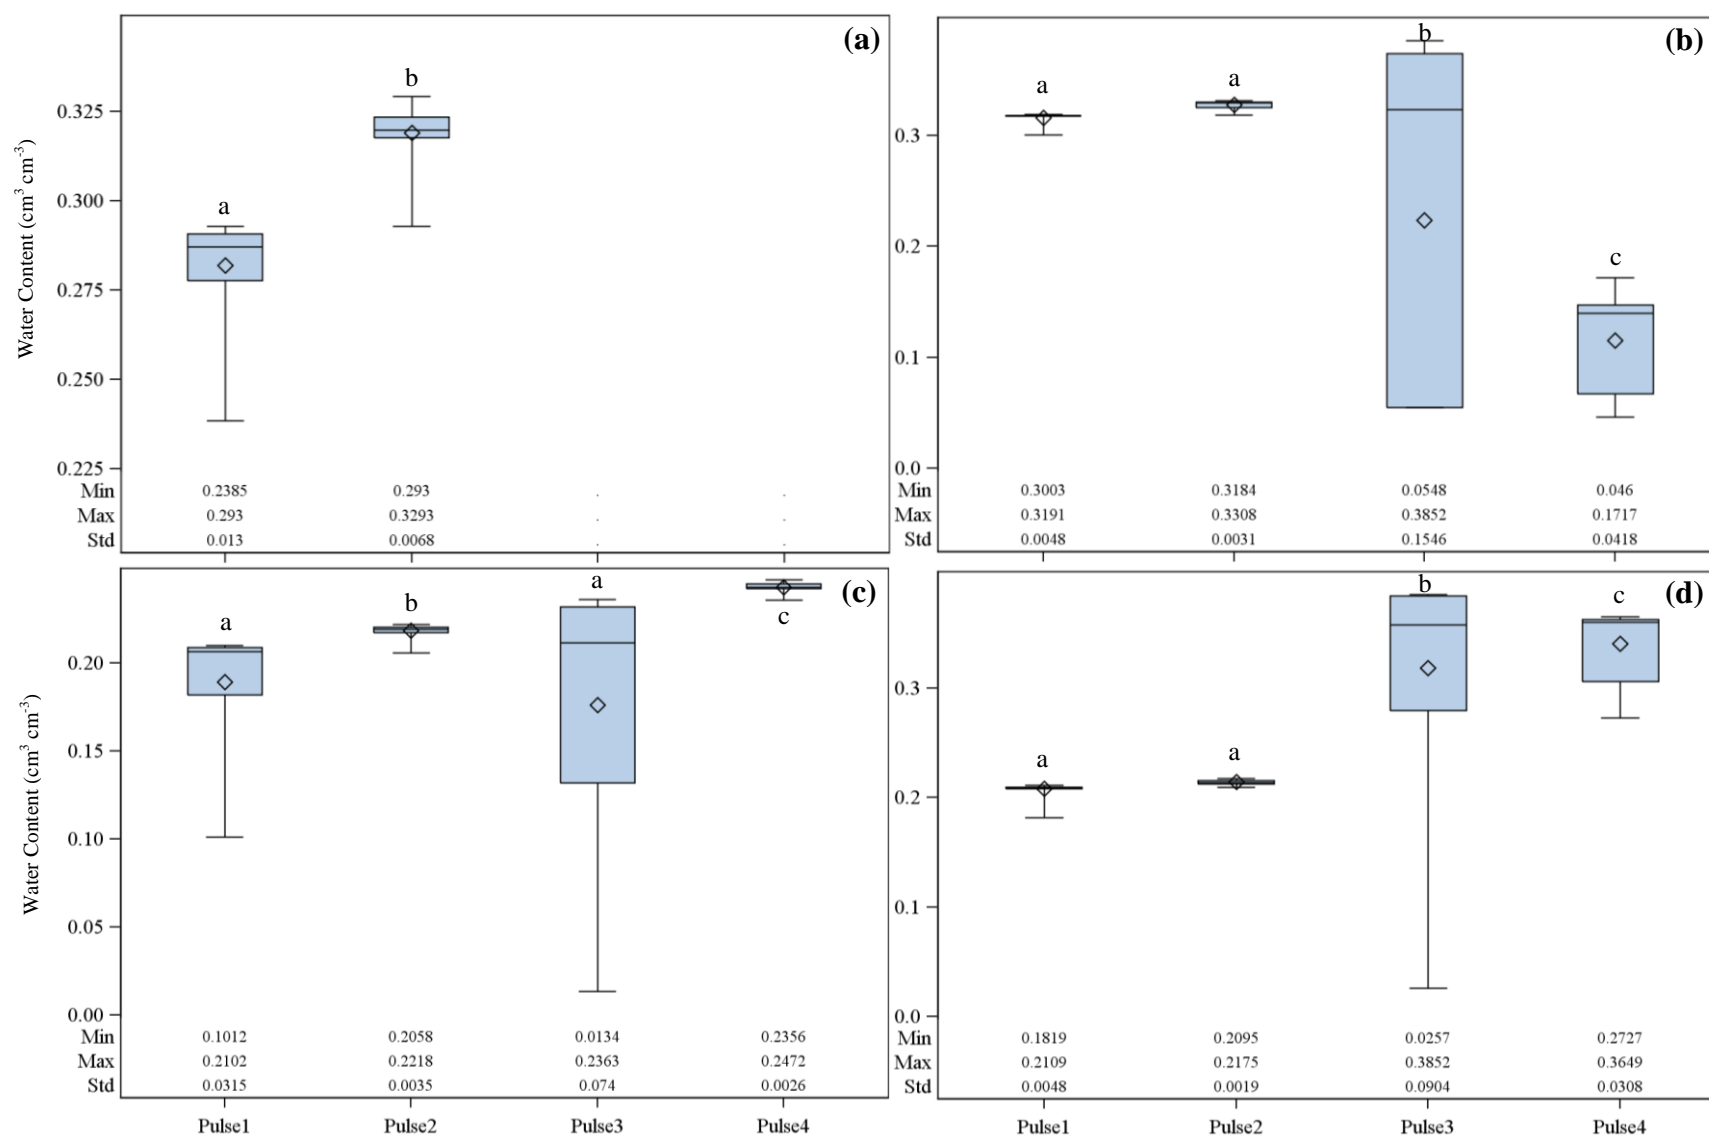 (a)
b
0.325
a
0.300
0.275
0.250
0.225
Water Content (cm³ cm⁻³)
Min 0.2385 0.293 . .
Max 0.293 0.3293 . .
Std 0.013 0.0068 . .
(b)
b
a a
0.3
0.2
c
0.1
0.0
Min 0.3003 0.3184 0.0548 0.046
Max 0.3191 0.3308 0.3852 0.1717
Std 0.0048 0.0031 0.1546 0.0418
(c)
a
b
c
a
0.20
0.15
0.10
0.05
0.00
Water Content (cm³ cm⁻³)
Min 0.1012 0.2058 0.0134 0.2356
Max 0.2102 0.2218 0.2363 0.2472
Std 0.0315 0.0035 0.074 0.0026
Pulse1 Pulse2 Pulse3 Pulse4
(d)
b
c
0.3
a a
0.2
0.1
0.0
Min 0.1819 0.2095 0.0257 0.2727
Max 0.2109 0.2175 0.3852 0.3649
Std 0.0048 0.0019 0.0904 0.0308
Pulse1 Pulse2 Pulse3 Pulse4